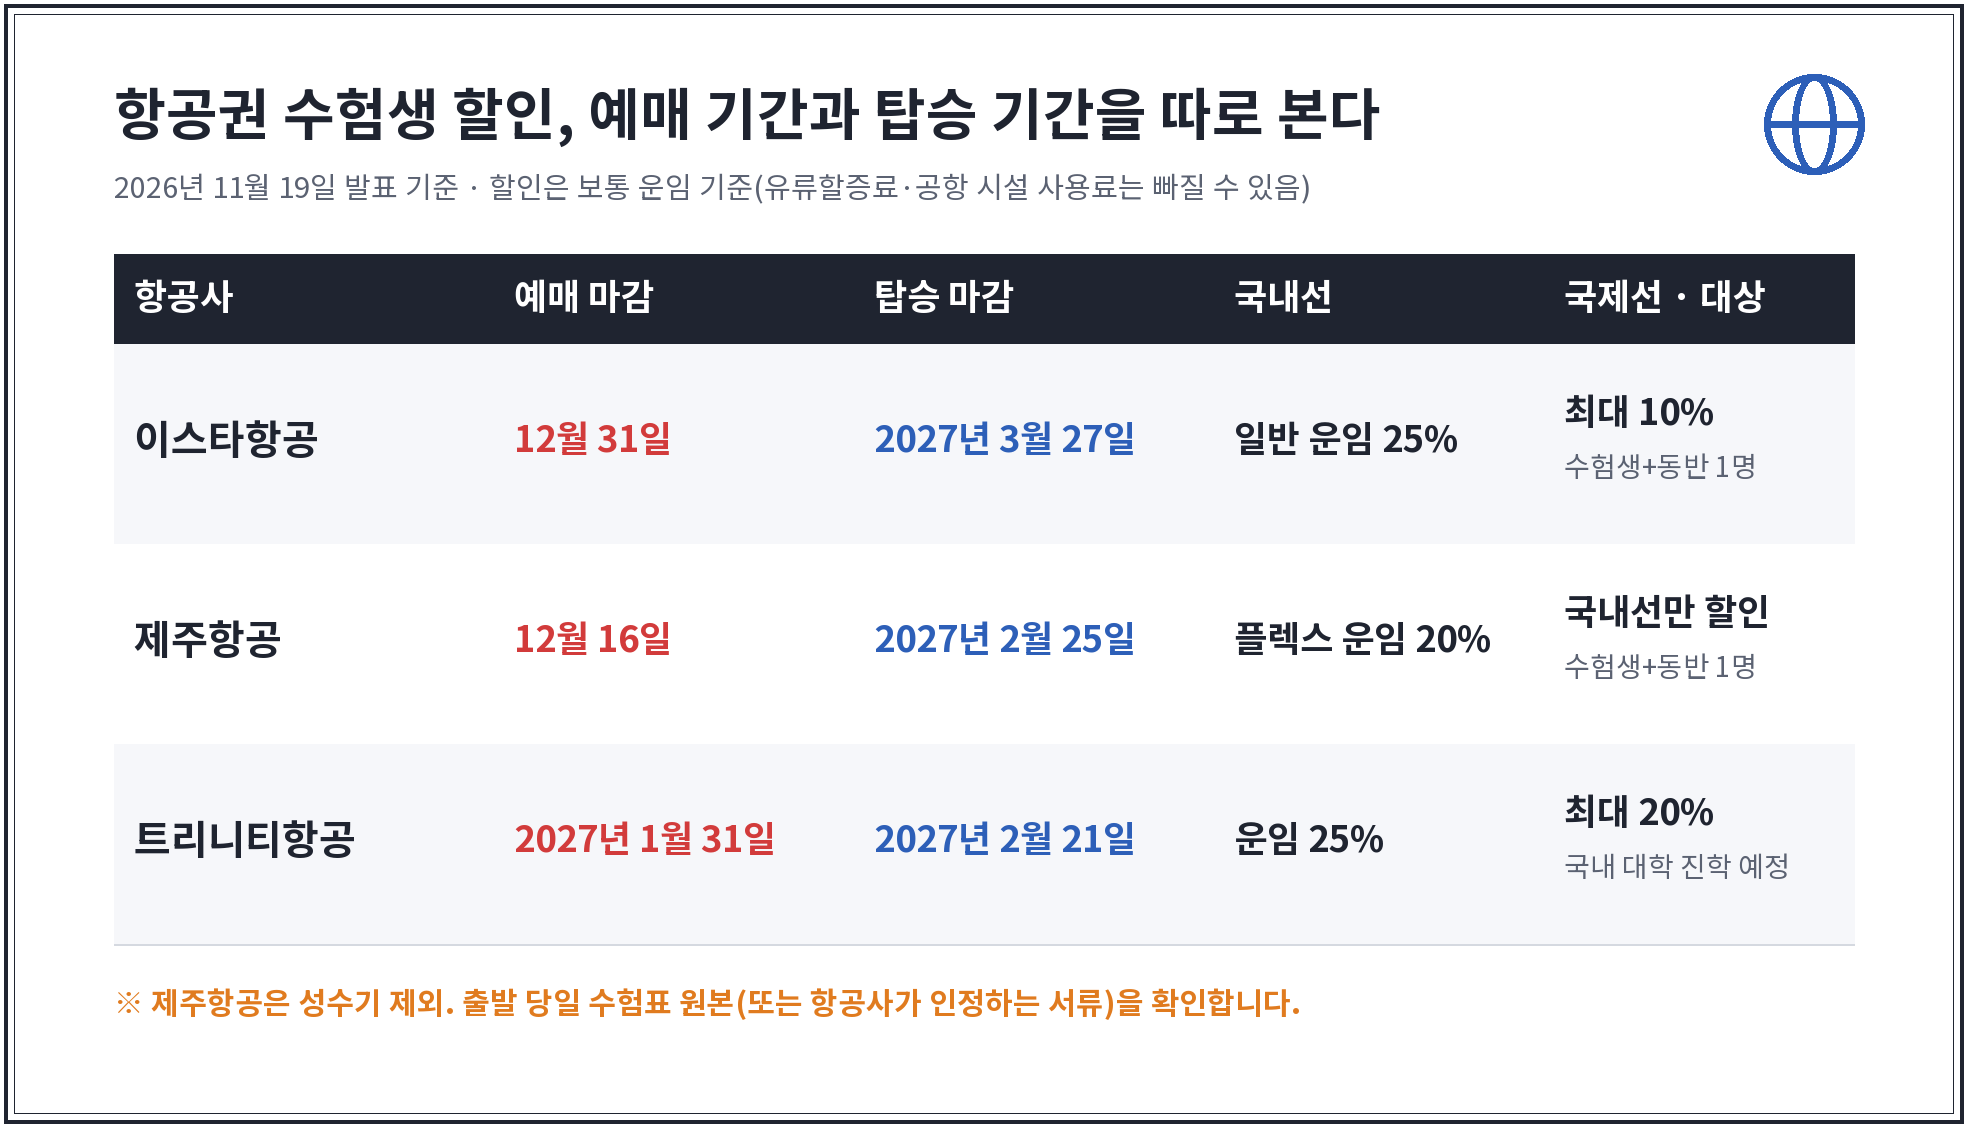 항공권 수험생 할인, 예매 기간과 탑승 기간을 따로 본다
2026년 11월 19일 발표 기준 · 할인은 보통 운임 기준(유류할증료·공항 시설 사용료는 빠질 수 있음)
항공사 예매 마감 탑승 마감 국내선 국제선 · 대상
이스타항공 12월 31일 2027년 3월 27일 일반 운임 25% 최대 10%
수험생+동반 1명
제주항공 12월 16일 2027년 2월 25일 플렉스 운임 20% 국내선만 할인
수험생+동반 1명
트리니티항공 2027년 1월 31일 2027년 2월 21일 운임 25% 최대 20%
국내 대학 진학 예정
※ 제주항공은 성수기 제외. 출발 당일 수험표 원본(또는 항공사가 인정하는 서류)을 확인합니다.